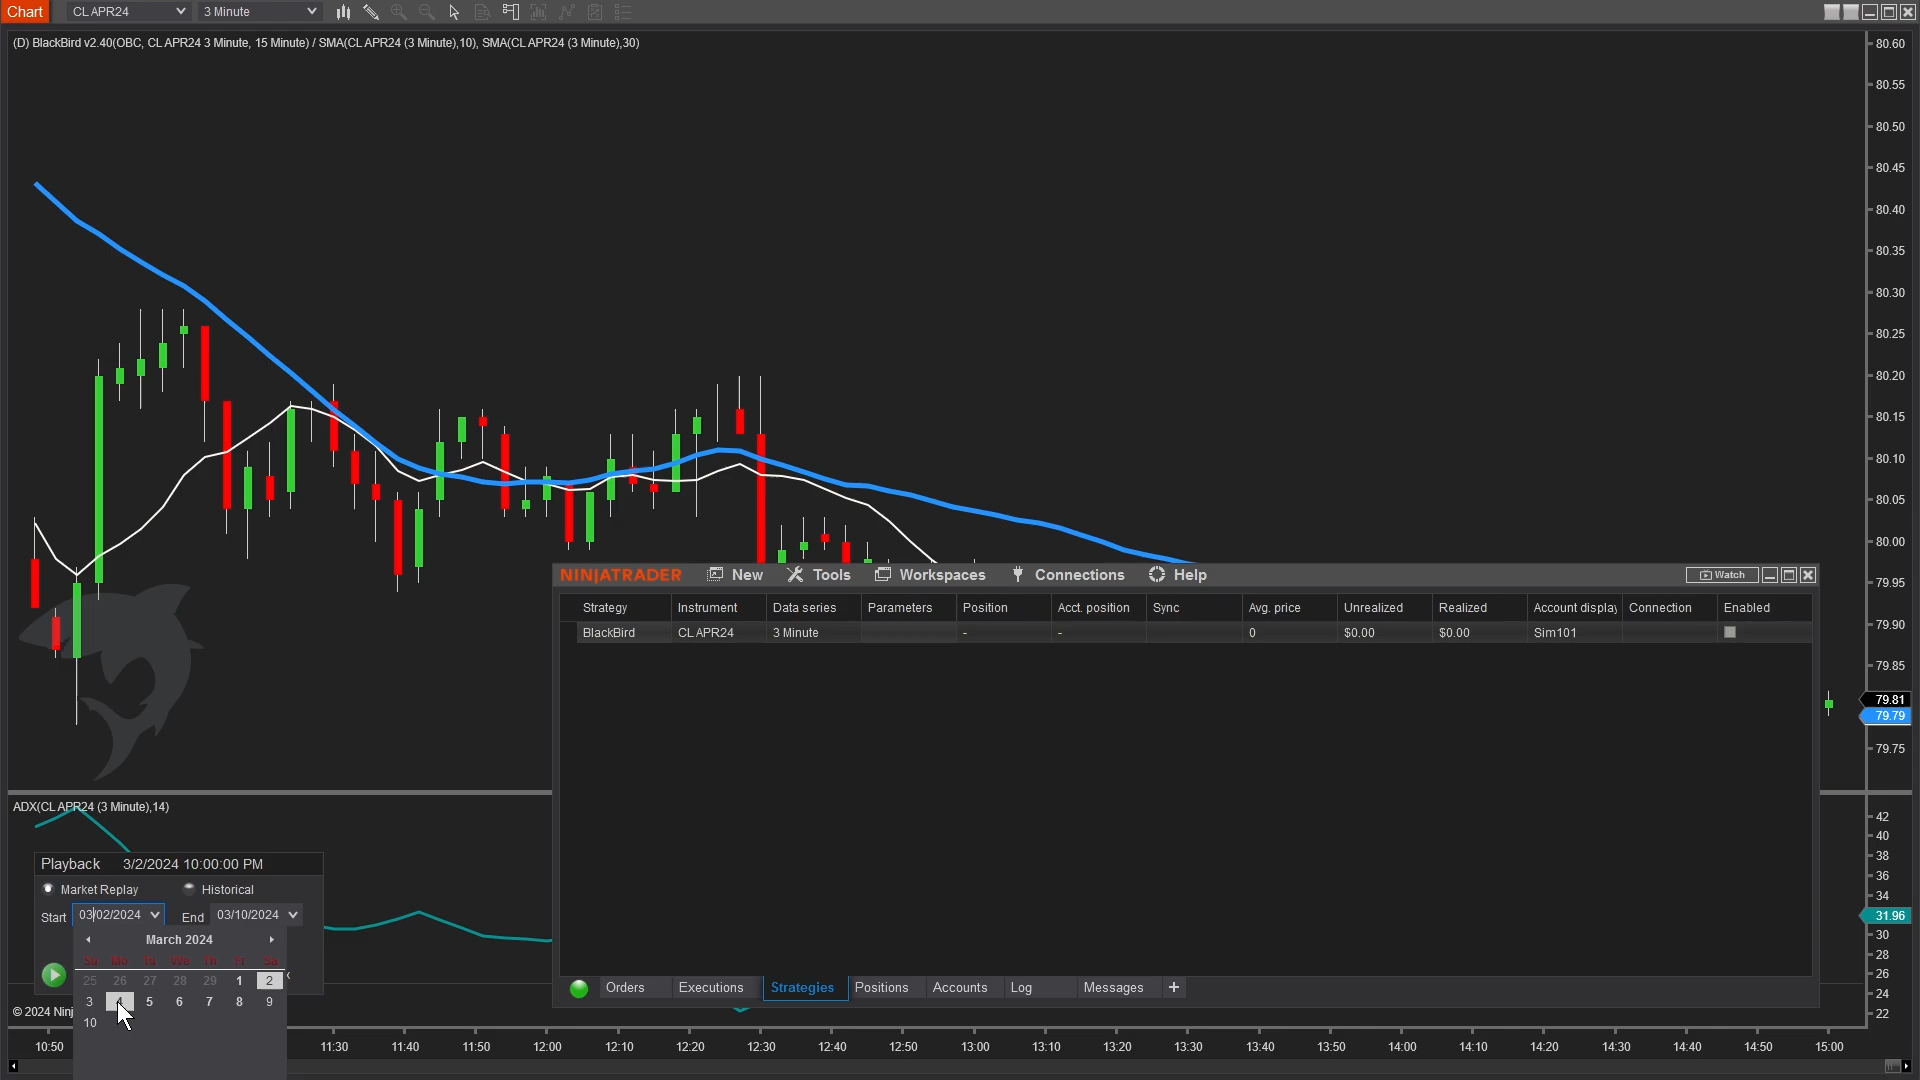 Chart CL APR24 3 Minute
(D) BlackBird v2.40(OBC, CL APR24 3 Minute, 15 Minute) / SMA(CL APR24 (3 Minute),10), SMA(CL APR24 (3 Minute),30)
80.60
80.55
80.50
80.45
80.40
80.35
80.30
80.25
80.20
80.15
80.10
80.05
80.00
79.95
79.90
79.85
79.81
79.79
79.75
NINJATRADER New Tools Workspaces Connections Help Watch
Strategy Instrument Data series Parameters Position Acct. position Sync Avg. price Unrealized Realized Account display Connection Enabled
BlackBird CL APR24 3 Minute - - 0 $0.00 $0.00 Sim101
Orders Executions Strategies Positions Accounts Log Messages +
ADX(CL APR24 (3 Minute),14)
42
40
38
36
34
31.96
30
28
26
24
22
Playback 3/2/2024 10:00:00 PM
Market Replay Historical
Start 03/02/2024 End 03/10/2024
March 2024
Su Mo Tu We Th Fr Sa
25 26 27 28 29 1 2
3 4 5 6 7 8 9
10
© 2024 Ninj
10:50 11:30 11:40 11:50 12:00 12:10 12:20 12:30 12:40 12:50 13:00 13:10 13:20 13:30 13:40 13:50 14:00 14:10 14:20 14:30 14:40 14:50 15:00